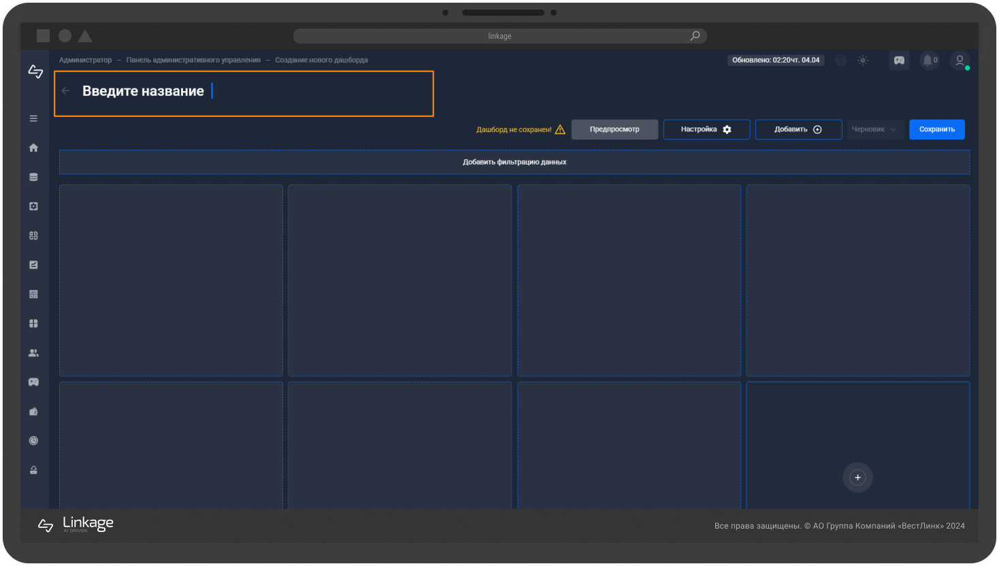 linkage
Администратор – Панель административного управления – Создание нового дашборда
Обновлено: 02:20чт. 04.04
0
Введите название
Дашборд не сохранен!
Предпросмотр
Настройка
Добавить
Черновик
Сохранить
Добавить фильтрацию данных
Linkage
AI DRIVEN
Все права защищены. © АО Группа Компаний «ВестЛинк» 2024